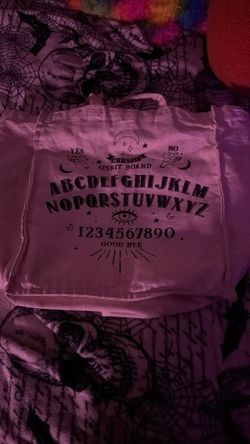 YES
NO
SPIRIT BOARD
ABCDEFGHIJKLM
NOPQRSTUVWXYZ
1234567890
GOOD BYE